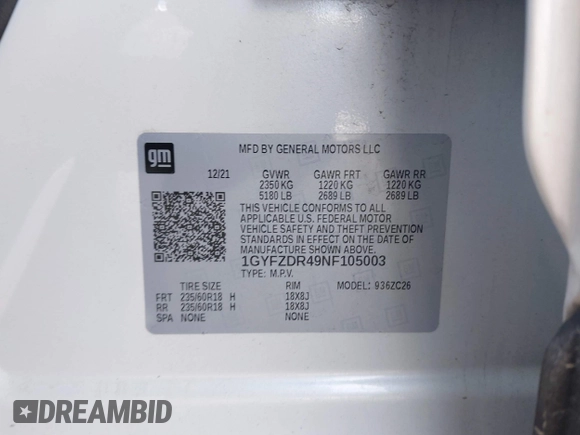 gm
MFD BY GENERAL MOTORS LLC
12/21 GVWR GAWR FRT GAWR RR
2350 KG 1220 KG 1220 KG
5180 LB 2689 LB 2689 LB
THIS VEHICLE CONFORMS TO ALL
APPLICABLE U.S. FEDERAL MOTOR
VEHICLE SAFETY AND THEFT PREVENTION
STANDARDS IN EFFECT ON THE DATE OF
MANUFACTURE SHOWN ABOVE.
1GYFZDR49NF105003
TYPE: M.P.V.
TIRE SIZE RIM MODEL: 936ZC26
FRT 235/60R18 H 18X8J
RR 235/60R18 H 18X8J
SPA NONE NONE
DREAMBID